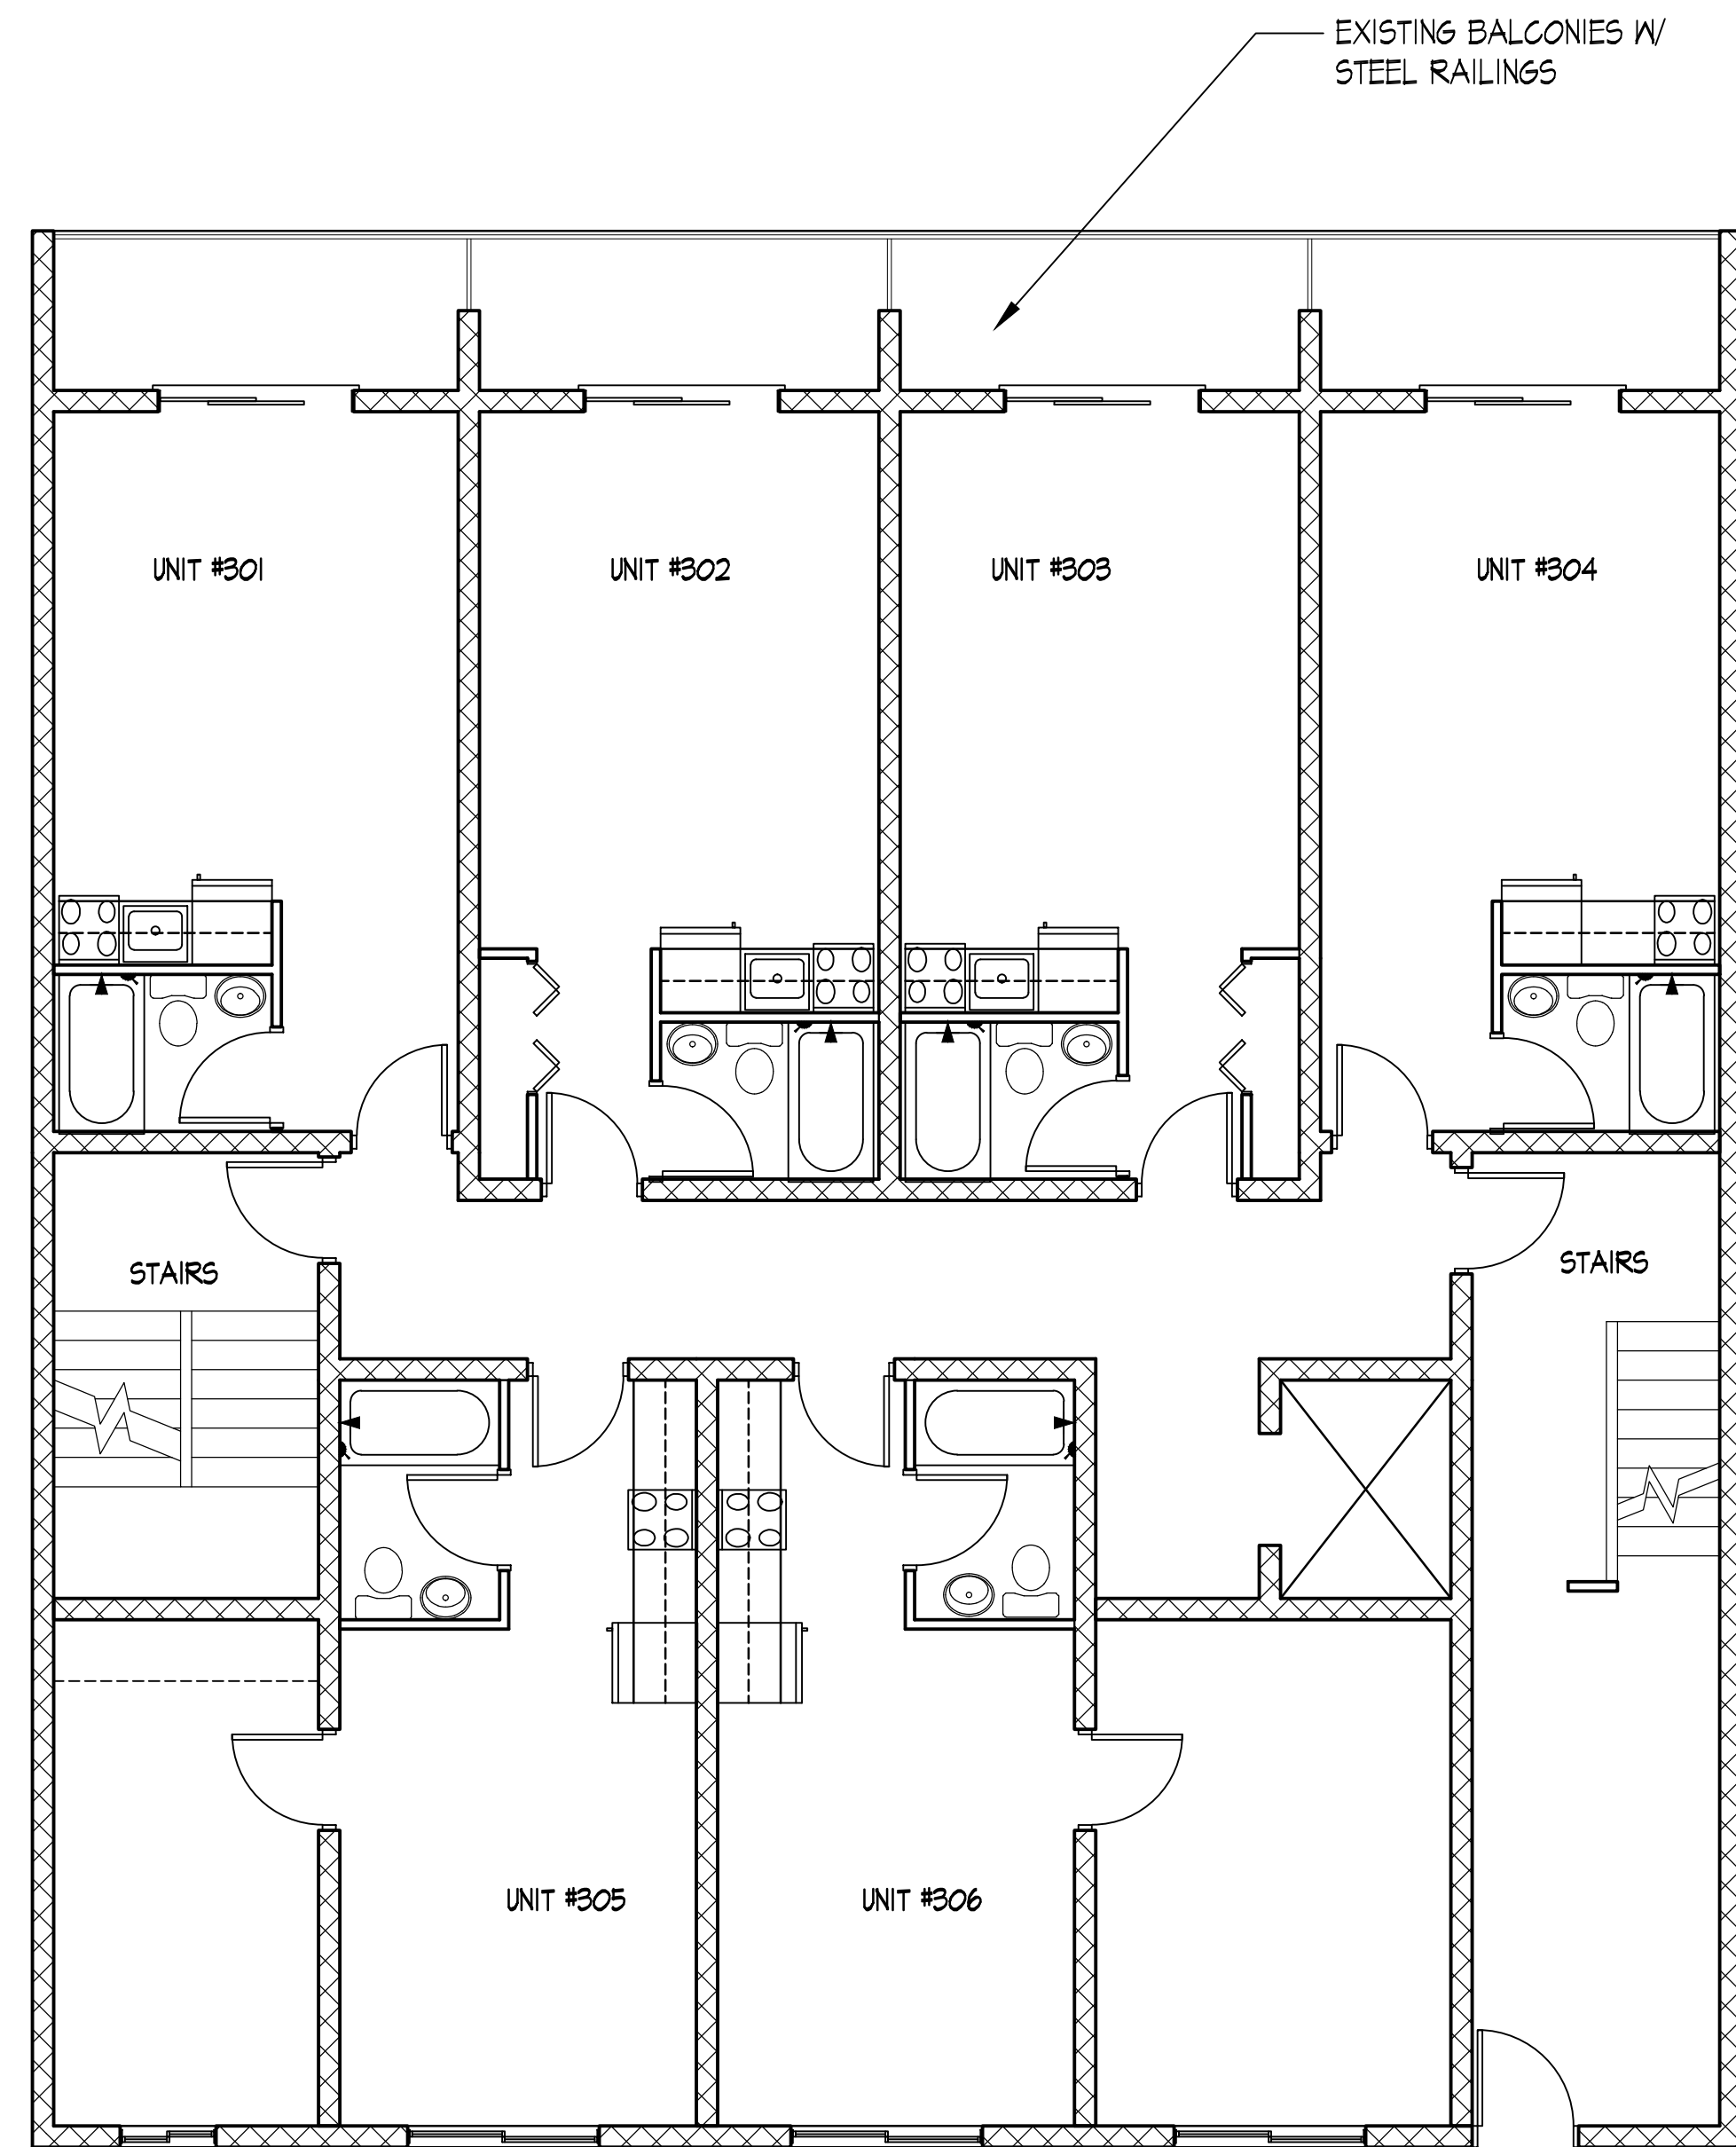 EXISTING BALCONIES W/
STEEL RAILINGS
UNIT #301
UNIT #302
UNIT #303
UNIT #304
STAIRS
STAIRS
UNIT #305
UNIT #306